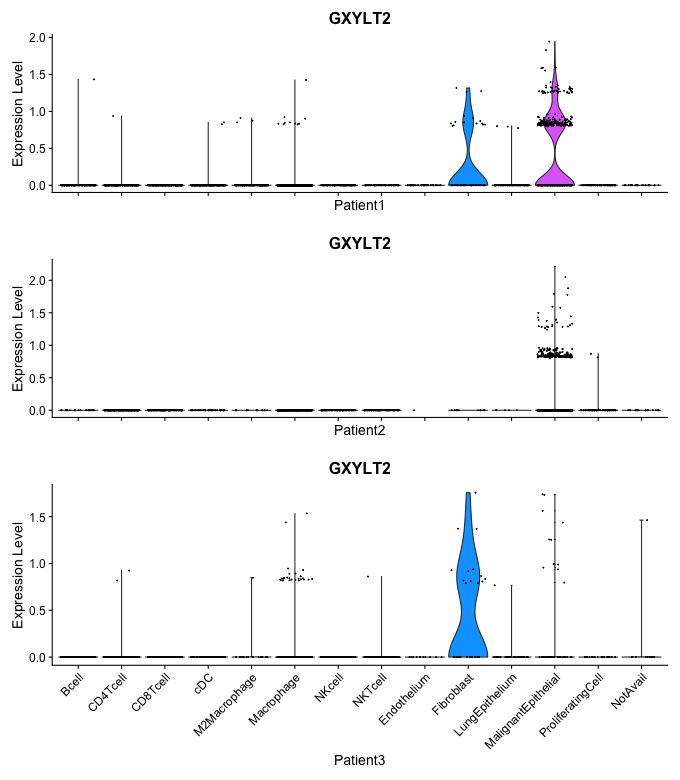 GXYLT2
Expression Level
2.0
1.5
1.0
0.5
0.0
Patient1
GXYLT2
Expression Level
2.0
1.5
1.0
0.5
0.0
Patient2
GXYLT2
Expression Level
1.5
1.0
0.5
0.0
Bcell
CD4Tcell
CD8Tcell
cDC
M2Macrophage
Macrophage
NKcell
NKTcell
Endothelium
Fibroblast
LungEpithelium
MalignantEpithelial
ProliferatingCell
NotAvail
Patient3